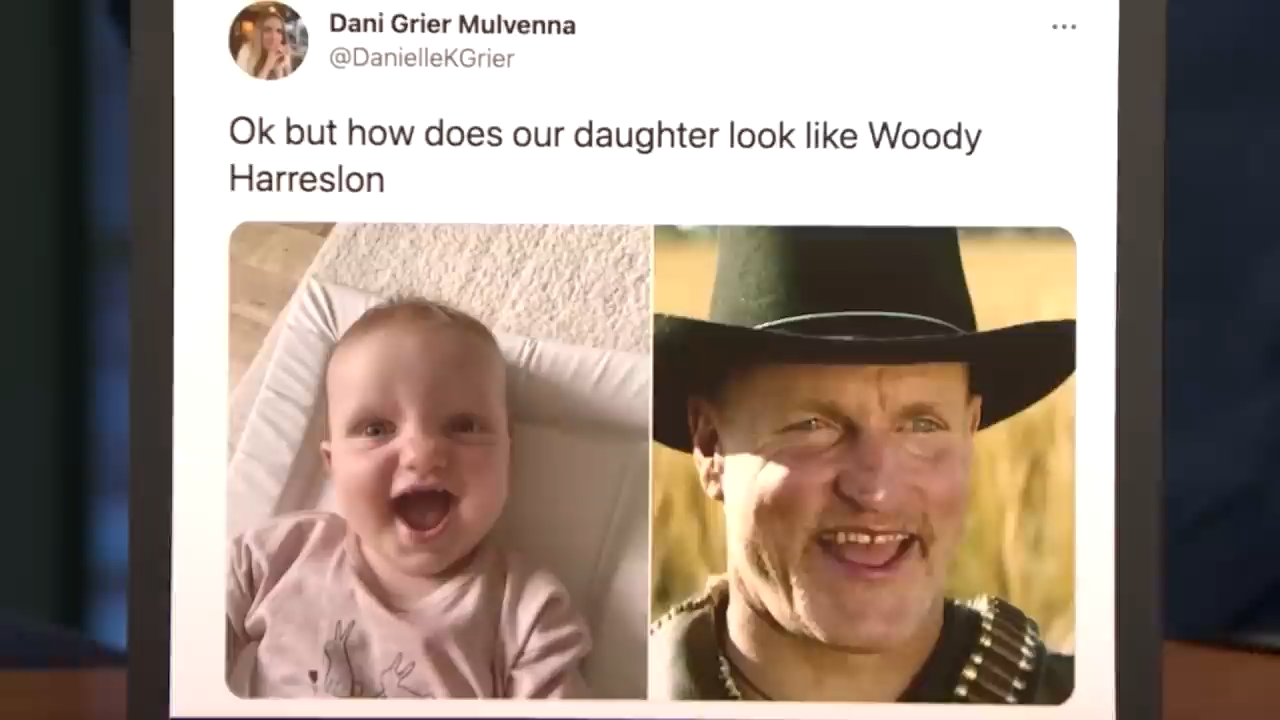 Dani Grier Mulvenna
@DanielleKGrier
Ok but how does our daughter look like Woody
Harreslon